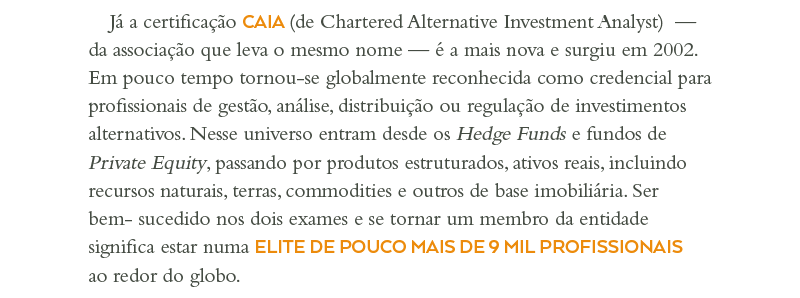 Já a certificação CAIA (de Chartered Alternative Investment Analyst) —
da associação que leva o mesmo nome — é a mais nova e surgiu em 2002.
Em pouco tempo tornou-se globalmente reconhecida como credencial para
profissionais de gestão, análise, distribuição ou regulação de investimentos
alternativos. Nesse universo entram desde os Hedge Funds e fundos de
Private Equity, passando por produtos estruturados, ativos reais, incluindo
recursos naturais, terras, commodities e outros de base imobiliária. Ser
bem- sucedido nos dois exames e se tornar um membro da entidade
significa estar numa ELITE DE POUCO MAIS DE 9 MIL PROFISSIONAIS
ao redor do globo.